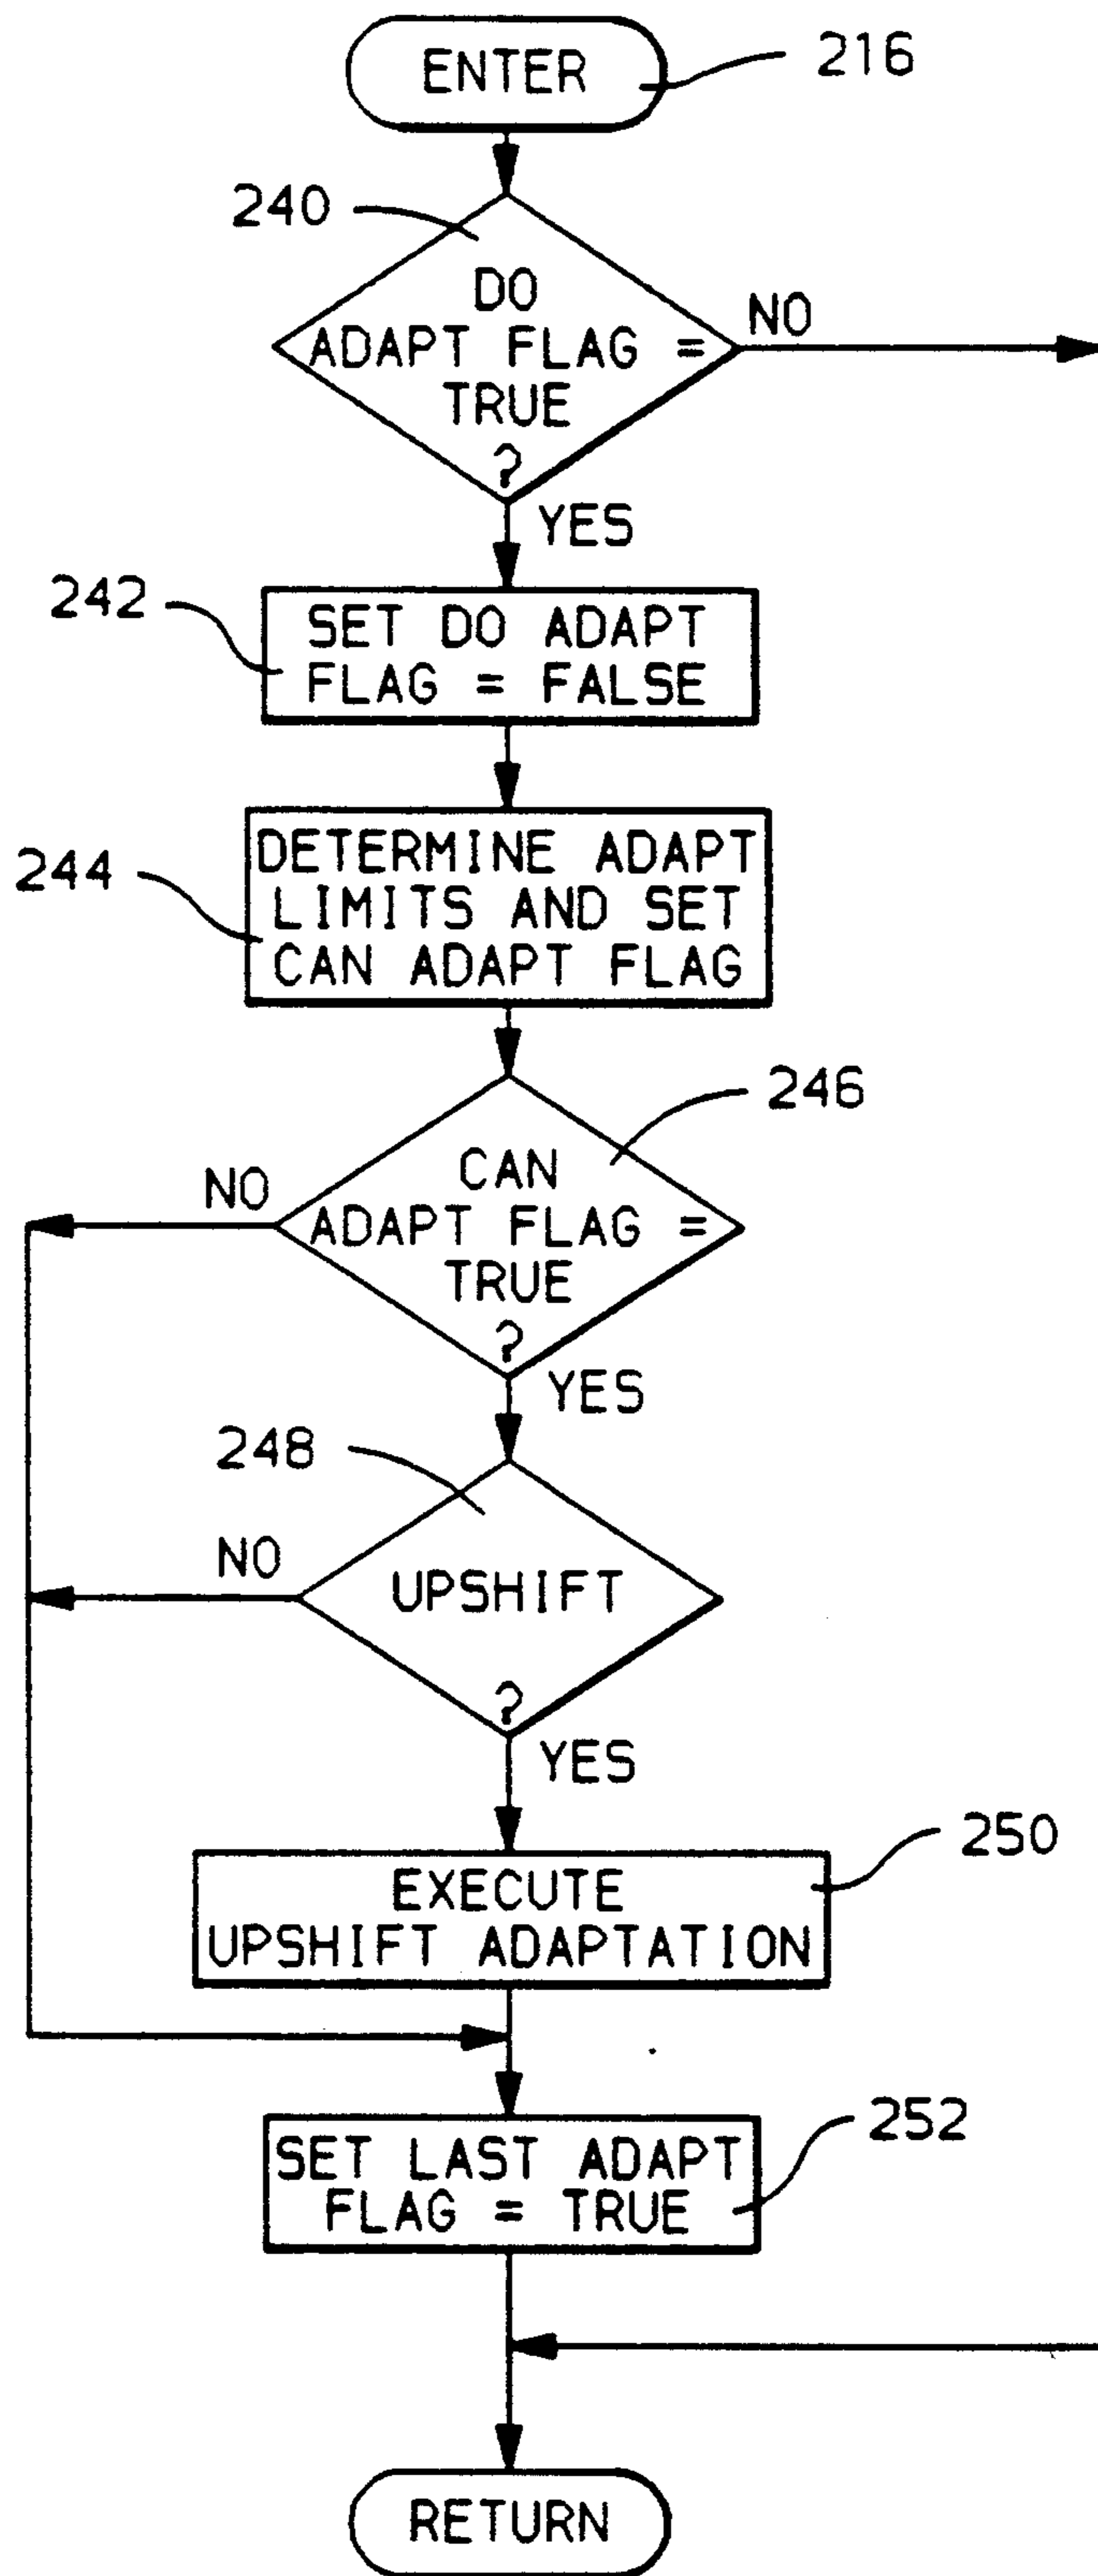 ENTER
216
240
DO
ADAPT FLAG =
TRUE
?
NO
YES
242
SET DO ADAPT
FLAG = FALSE
244
DETERMINE ADAPT
LIMITS AND SET
CAN ADAPT FLAG
246
CAN
ADAPT FLAG =
TRUE
?
NO
YES
248
UPSHIFT
?
NO
YES
250
EXECUTE
UPSHIFT ADAPTATION
252
SET LAST ADAPT
FLAG = TRUE
RETURN